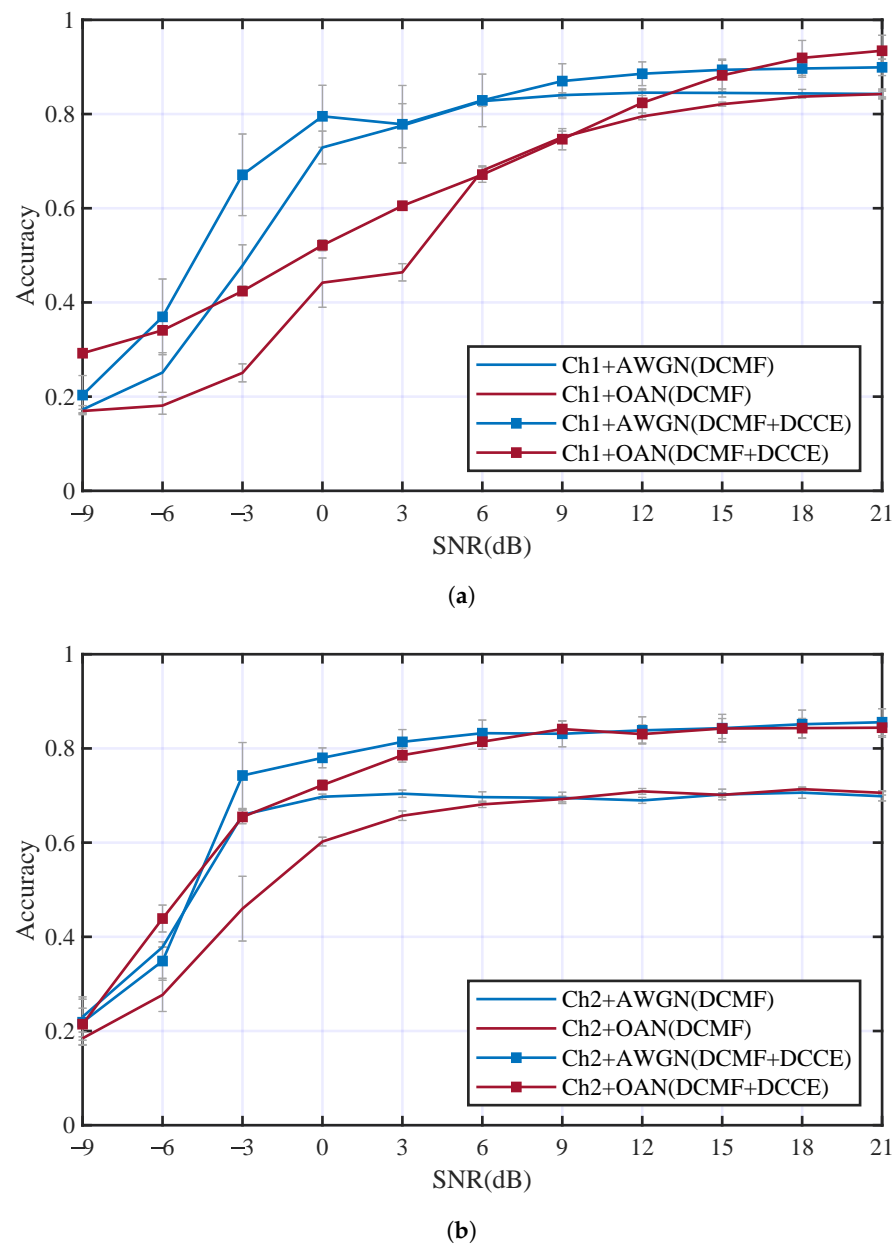 1
0.8
0.6
0.4
0.2
0
Accuracy
−9 −6 −3 0 3 6 9 12 15 18 21
SNR(dB)
Ch1+AWGN(DCMF)
Ch1+OAN(DCMF)
Ch1+AWGN(DCMF+DCCE)
Ch1+OAN(DCMF+DCCE)
(a)
1
0.8
0.6
0.4
0.2
0
Accuracy
−9 −6 −3 0 3 6 9 12 15 18 21
SNR(dB)
Ch2+AWGN(DCMF)
Ch2+OAN(DCMF)
Ch2+AWGN(DCMF+DCCE)
Ch2+OAN(DCMF+DCCE)
(b)